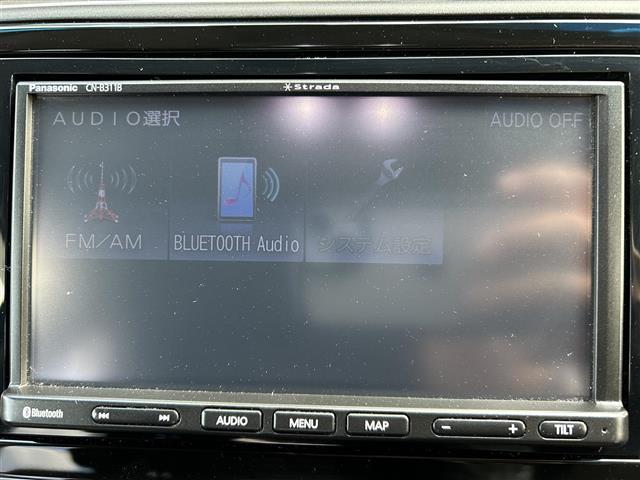 Panasonic CN-B311B Strada
AUDIO選択 AUDIO OFF
FM/AM BLUETOOTH Audio システム設定
Bluetooth AUDIO MENU MAP - + TILT